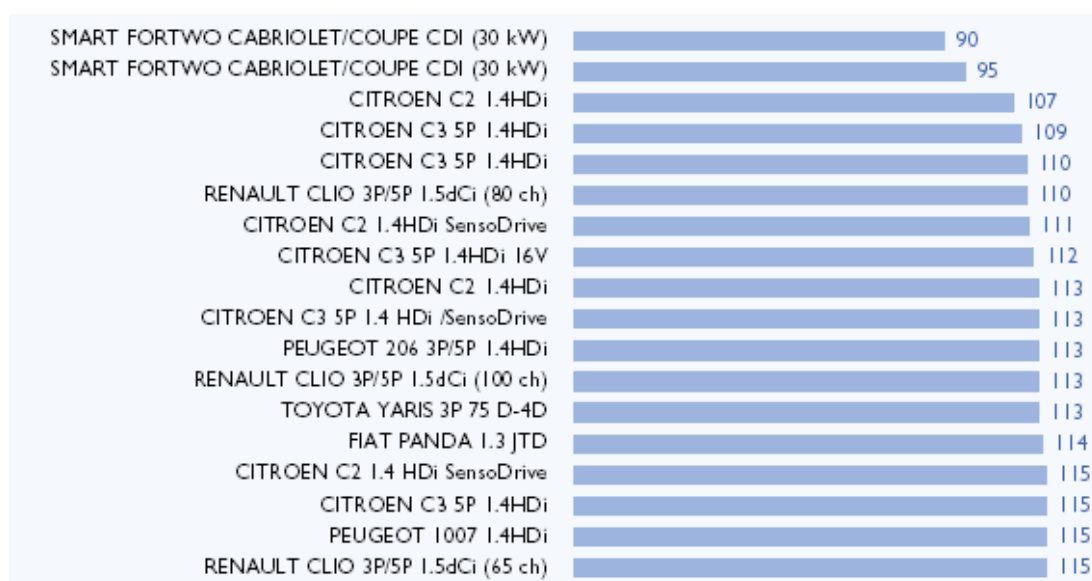 SMART FORTWO CABRIOLET/COUPE CDI (30 kW) 90
SMART FORTWO CABRIOLET/COUPE CDI (30 kW) 95
CITROEN C2 1.4HDi 107
CITROEN C3 5P 1.4HDi 109
CITROEN C3 5P 1.4HDi 110
RENAULT CLIO 3P/5P 1.5dCi (80 ch) 110
CITROEN C2 1.4HDi SensoDrive 111
CITROEN C3 5P 1.4HDi 16V 112
CITROEN C2 1.4HDi 113
CITROEN C3 5P 1.4 HDi /SensoDrive 113
PEUGEOT 206 3P/5P 1.4HDi 113
RENAULT CLIO 3P/5P 1.5dCi (100 ch) 113
TOYOTA YARIS 3P 75 D-4D 113
FIAT PANDA 1.3 JTD 114
CITROEN C2 1.4 HDi SensoDrive 115
CITROEN C3 5P 1.4HDi 115
PEUGEOT 1007 1.4HDi 115
RENAULT CLIO 3P/5P 1.5dCi (65 ch) 115